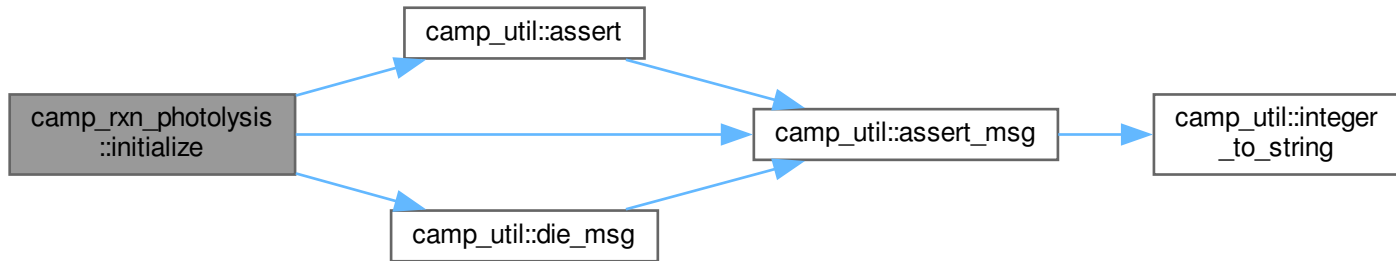 camp_rxn_photolysis
::initialize
camp_util::assert
camp_util::assert_msg
camp_util::die_msg
camp_util::integer
_to_string